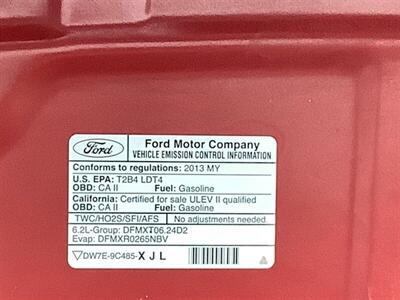 Ford
Ford Motor Company
VEHICLE EMISSION CONTROL INFORMATION
Conforms to regulations: 2013 MY
U.S. EPA: T2B4 LDT4
OBD: CA II Fuel: Gasoline
California: Certified for sale ULEV II qualified
OBD: CA II Fuel: Gasoline
TWC/HO2S/SFI/AFS No adjustments needed.
6.2L-Group: DFMXT06.24D2
Evap: DFMXR0265NBV
DW7E-9C485-X J L